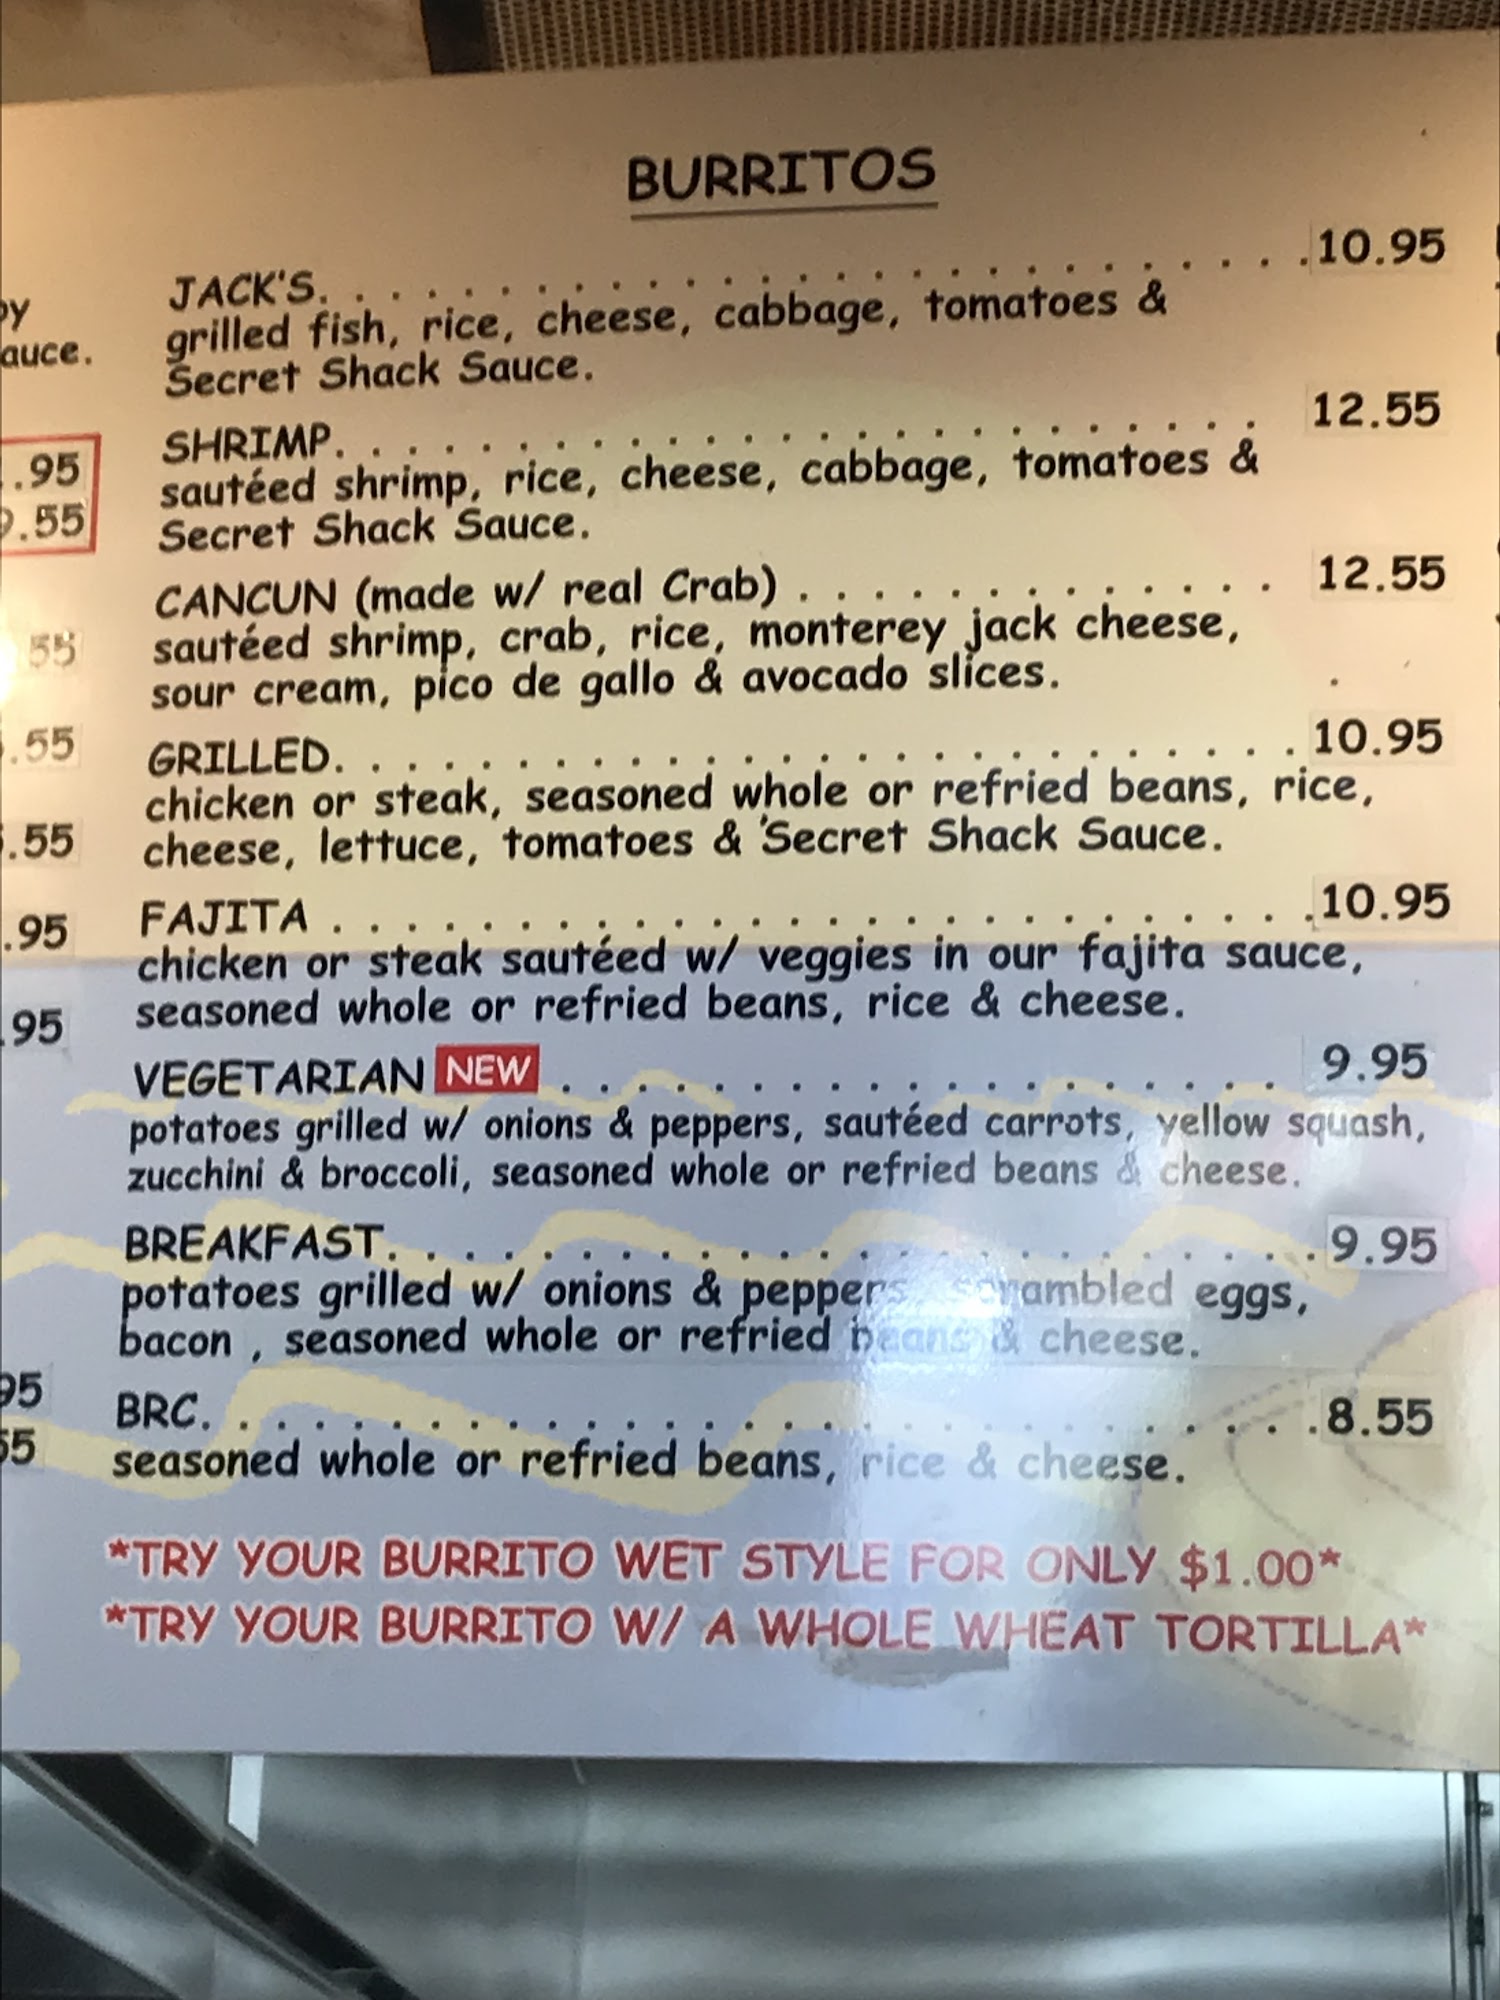 BURRITOS
JACK'S. . . . . . . . . . . . . . . . . . . . . .10.95
grilled fish, rice, cheese, cabbage, tomatoes &
Secret Shack Sauce.
SHRIMP. . . . . . . . . . . . . . . . . . . . . 12.55
sautéed shrimp, rice, cheese, cabbage, tomatoes &
Secret Shack Sauce.
CANCUN (made w/ real Crab) . . . . . . . . . . . . . 12.55
sautéed shrimp, crab, rice, monterey jack cheese,
sour cream, pico de gallo & avocado slices.
GRILLED. . . . . . . . . . . . . . . . . . . . . .10.95
chicken or steak, seasoned whole or refried beans, rice,
cheese, lettuce, tomatoes & Secret Shack Sauce.
FAJITA . . . . . . . . . . . . . . . . . . . . . .10.95
chicken or steak sautéed w/ veggies in our fajita sauce,
seasoned whole or refried beans, rice & cheese.
VEGETARIAN NEW . . . . . . . . . . . . . . . . 9.95
potatoes grilled w/ onions & peppers, sautéed carrots, yellow squash,
zucchini & broccoli, seasoned whole or refried beans & cheese.
BREAKFAST. . . . . . . . . . . . . . . . . . . . .9.95
potatoes grilled w/ onions & peppers, scrambled eggs,
bacon , seasoned whole or refried beans & cheese.
BRC. . . . . . . . . . . . . . . . . . . . . . .8.55
seasoned whole or refried beans, rice & cheese.
*TRY YOUR BURRITO WET STYLE FOR ONLY $1.00*
*TRY YOUR BURRITO W/ A WHOLE WHEAT TORTILLA*